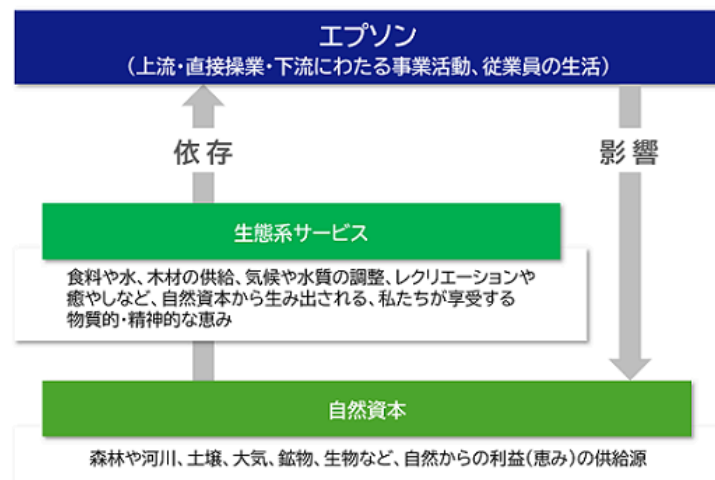 エプソン
（上流・直接操業・下流にわたる事業活動、従業員の生活）
依存
影響
生態系サービス
食料や水、木材の供給、気候や水質の調整、レクリエーションや
癒やしなど、自然資本から生み出される、私たちが享受する
物質的・精神的な恵み
自然資本
森林や河川、土壌、大気、鉱物、生物など、自然からの利益（恵み）の供給源